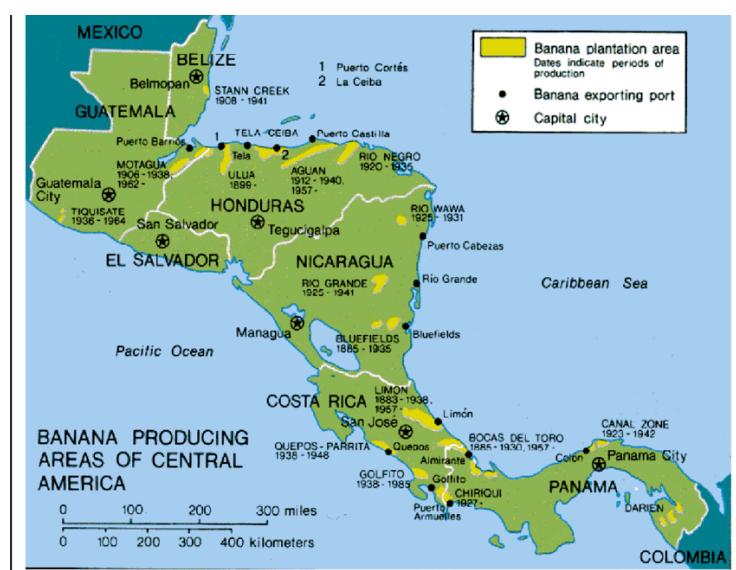 MEXICO
BELIZE
Belmopan
STANN CREEK
1908 - 1941
GUATEMALA
1 Puerto Cortés
2 La Ceiba
Banana plantation area
Dates indicate periods of
production
Banana exporting port
Capital city
Puerto Barrios
1
TELA-CEIBA
Tela
2
Puerto Castilla
MOTAGUA
1906 - 1938,
1962 -
ULUA
1899 -
AGUAN
1912 - 1940,
1957 -
RIO NEGRO
1920 - 1935
Guatemala
City
TIQUISATE
1936 - 1964
HONDURAS
Tegucigalpa
San Salvador
EL SALVADOR
RIO WAWA
1925 - 1931
Puerto Cabezas
NICARAGUA
RIO GRANDE
1925 - 1941
Río Grande
Caribbean Sea
Managua
BLUEFIELDS
1885 - 1935
Bluefields
Pacific Ocean
COSTA RICA
LIMON
1883 - 1938,
1957 -
Limón
San José
QUEPOS - PARRITA
1938 - 1948
Quepos
BOCAS DEL TORO
1885 - 1930, 1957 -
Almirante
CANAL ZONE
1923 - 1942
Colón
Panama City
GOLFITO
1938 - 1985
Golfito
CHIRIQUI
1927 -
Puerto
Armuelles
PANAMA
DARIEN
COLOMBIA
BANANA PRODUCING
AREAS OF CENTRAL
AMERICA
0 100 200 300 miles
0 100 200 300 400 kilometers